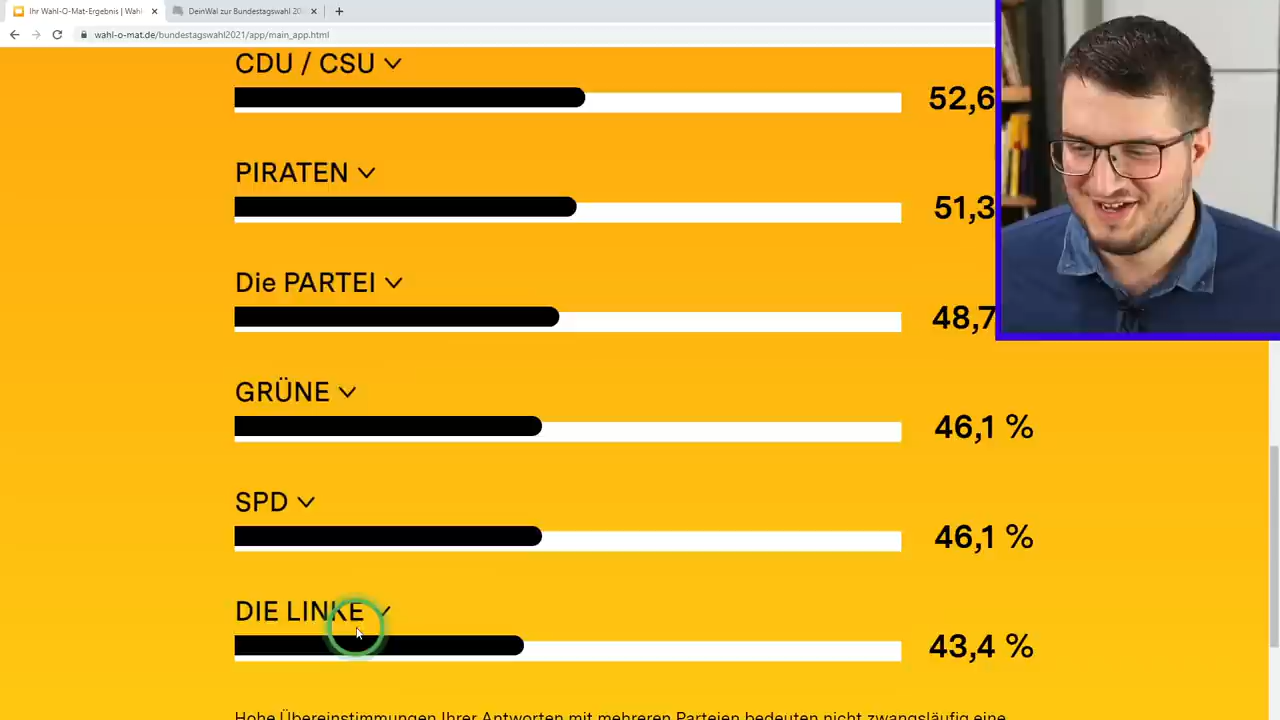 Ihr Wahl-O-Mat-Ergebnis | Wahl
DeinWal zur Bundestagswahl 20
wahl-o-mat.de/bundestagswahl2021/app/main_app.html
CDU / CSU
52,6
PIRATEN
51,3
Die PARTEI
48,7
GRÜNE
46,1 %
SPD
46,1 %
DIE LINKE
43,4 %
Hohe Übereinstimmungen Ihrer Antworten mit mehreren Parteien bedeuten nicht zwangsläufig eine